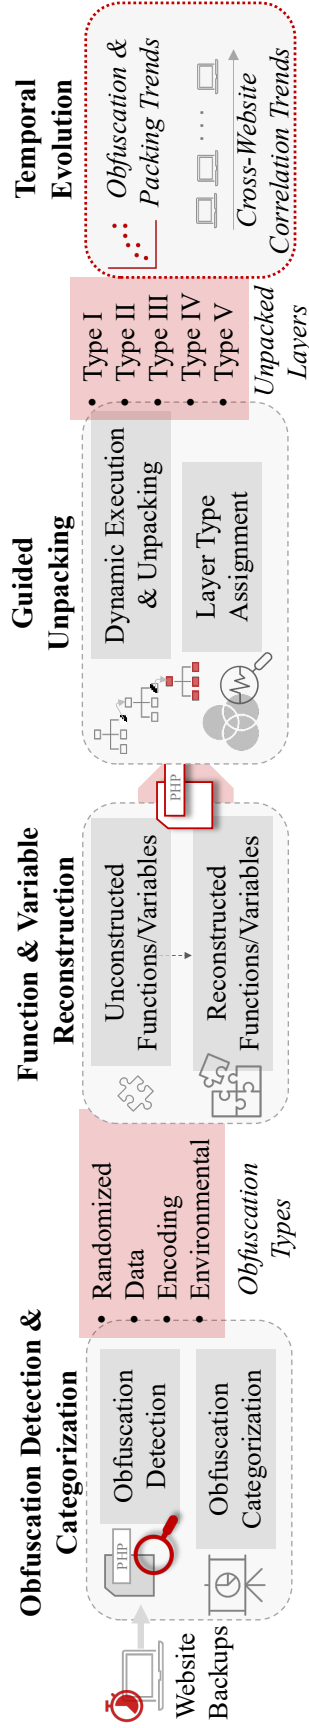 Website
Backups
Obfuscation Detection &
Categorization
PHP
Obfuscation
Detection
Obfuscation
Categorization
• Randomized
• Data
• Encoding
• Environmental
Obfuscation
Types
Function & Variable
Reconstruction
Unconstructed
Functions/Variables
Reconstructed
Functions/Variables
PHP
Guided
Unpacking
Dynamic Execution
& Unpacking
Layer Type
Assignment
• Type I
• Type II
• Type III
• Type IV
• Type V
Unpacked
Layers
Temporal
Evolution
Obfuscation &
Packing Trends
Cross-Website
Correlation Trends